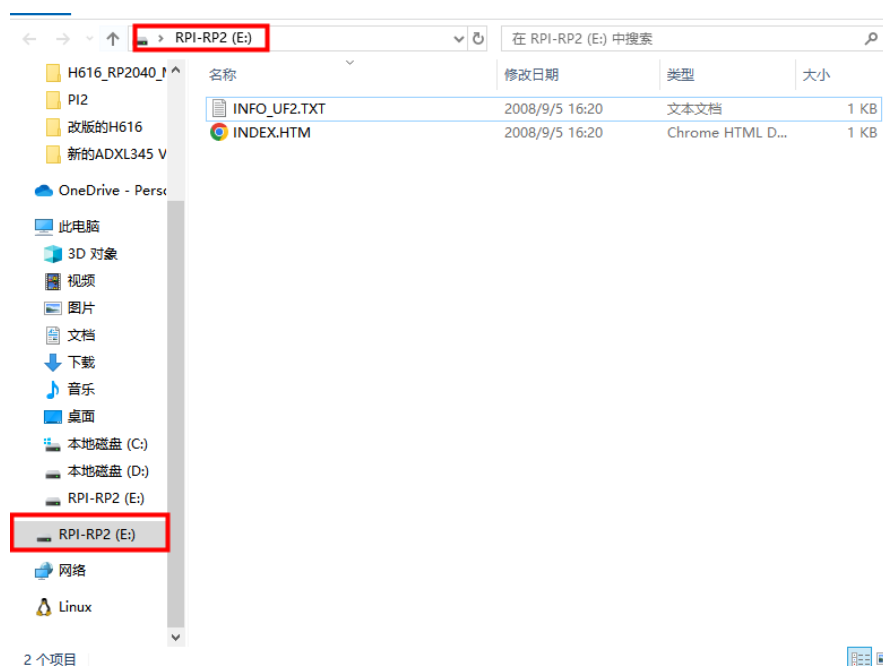 RPI-RP2 (E:)
在 RPI-RP2 (E:) 中搜索
名称 修改日期 类型 大小
INFO_UF2.TXT 2008/9/5 16:20 文本文档 1 KB
INDEX.HTM 2008/9/5 16:20 Chrome HTML D... 1 KB
H616_RP2040_
PI2
改版的H616
新的ADXL345 V
OneDrive - Perso
此电脑
3D 对象
视频
图片
文档
下载
音乐
桌面
本地磁盘 (C:)
本地磁盘 (D:)
RPI-RP2 (E:)
RPI-RP2 (E:)
网络
Linux
2 个项目